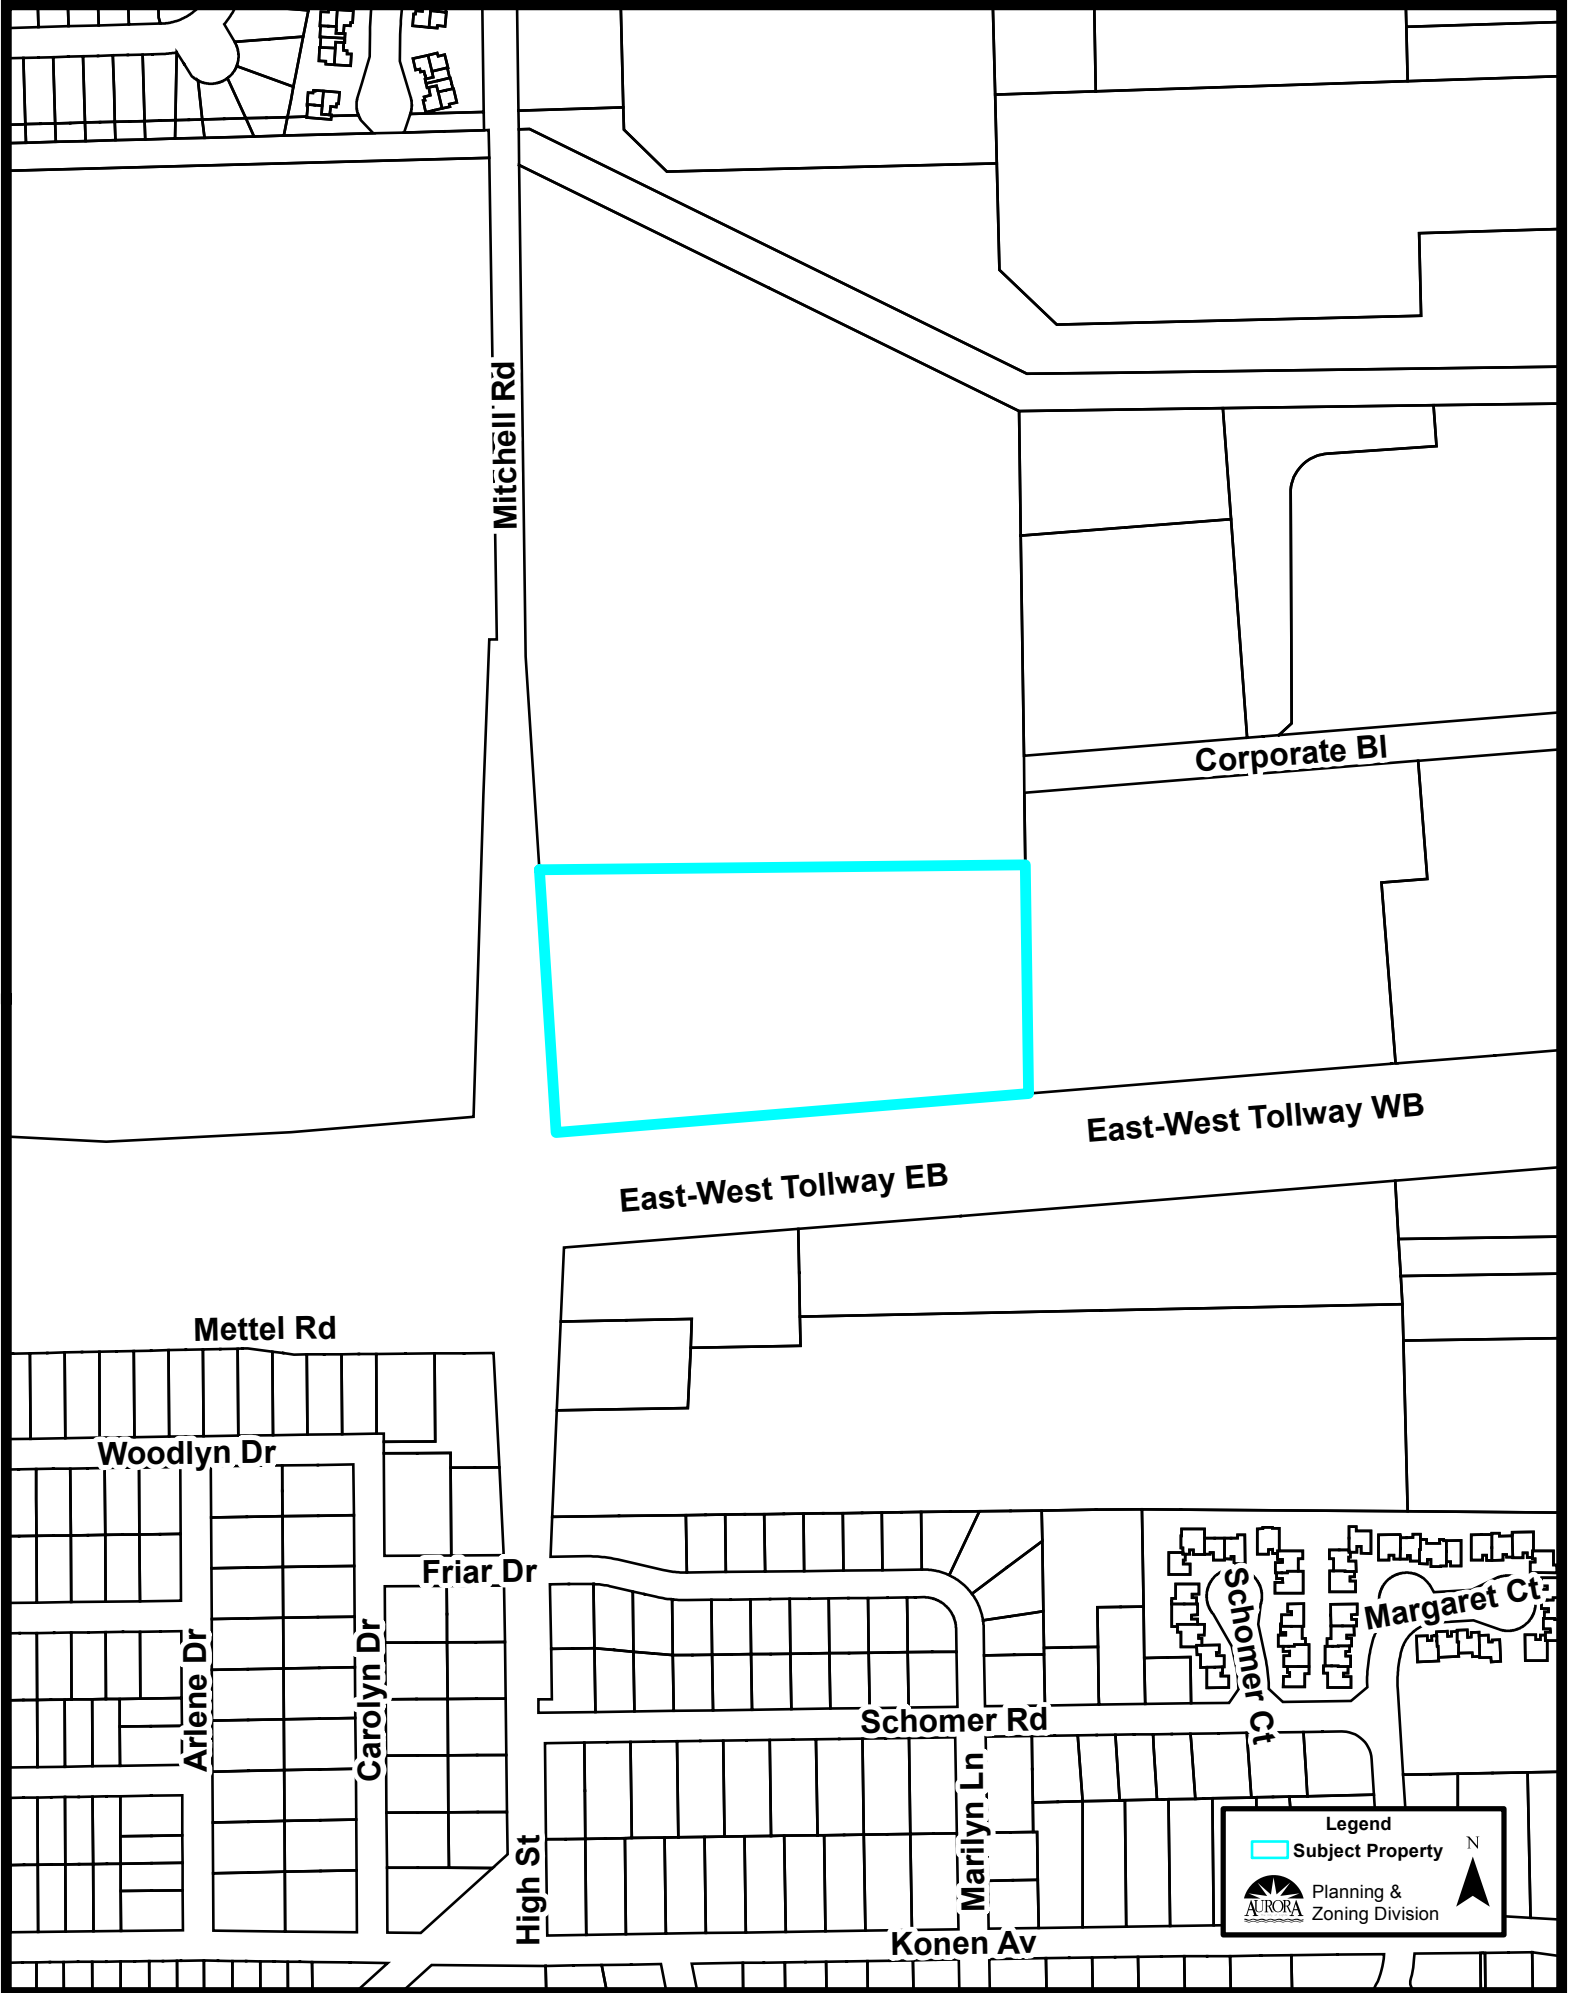 Mitchell Rd
Corporate Bl
East-West Tollway WB
East-West Tollway EB
Mettel Rd
Woodlyn Dr
Friar Dr
Schomer Ct
Margaret Ct
Arlene Dr
Carolyn Dr
Schomer Rd
Marilyn Ln
High St
Konen Av
Legend
Subject Property
N
AURORA
Planning &
Zoning Division